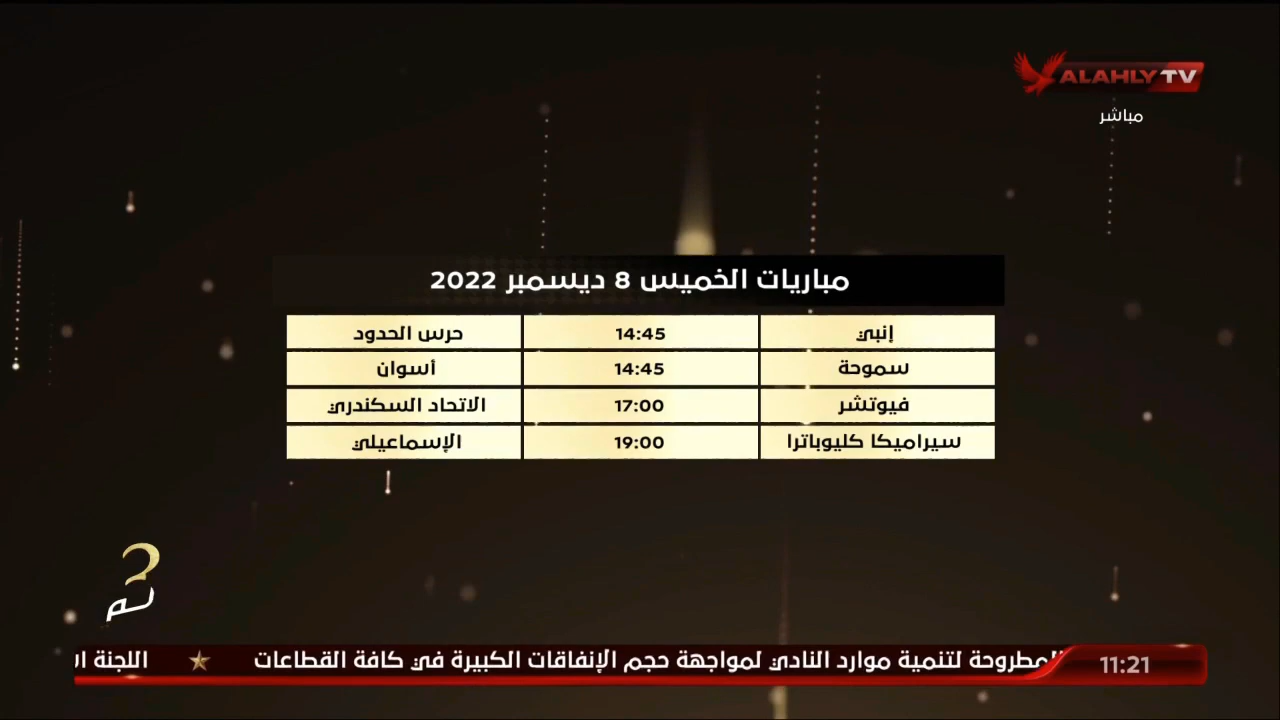 ALAHLY TV
مباشر
مباريات الخميس 8 ديسمبر 2022
إنبي 14:45 حرس الحدود
سموحة 14:45 أسوان
فيوتشر 17:00 الاتحاد السكندري
سيراميكا كليوباترا 19:00 الإسماعيلي
11:21 المطروحة لتنمية موارد النادي لمواجهة حجم الإنفاقات الكبيرة في كافة القطاعات اللجنة